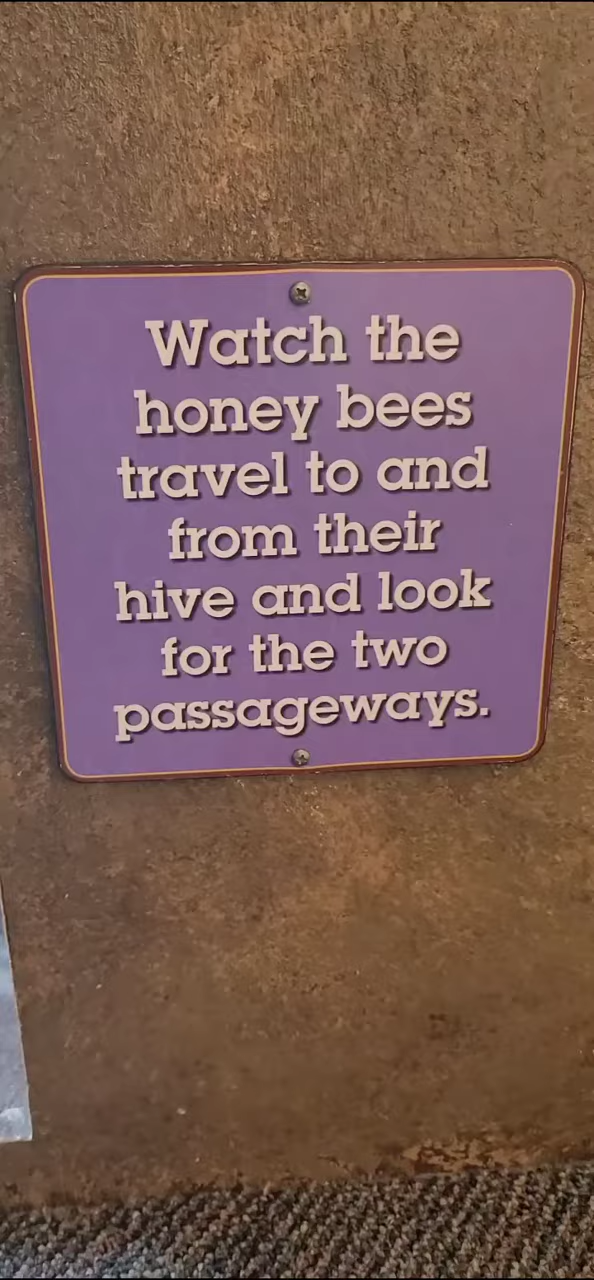 Watch the
honey bees
travel to and
from their
hive and look
for the two
passageways.